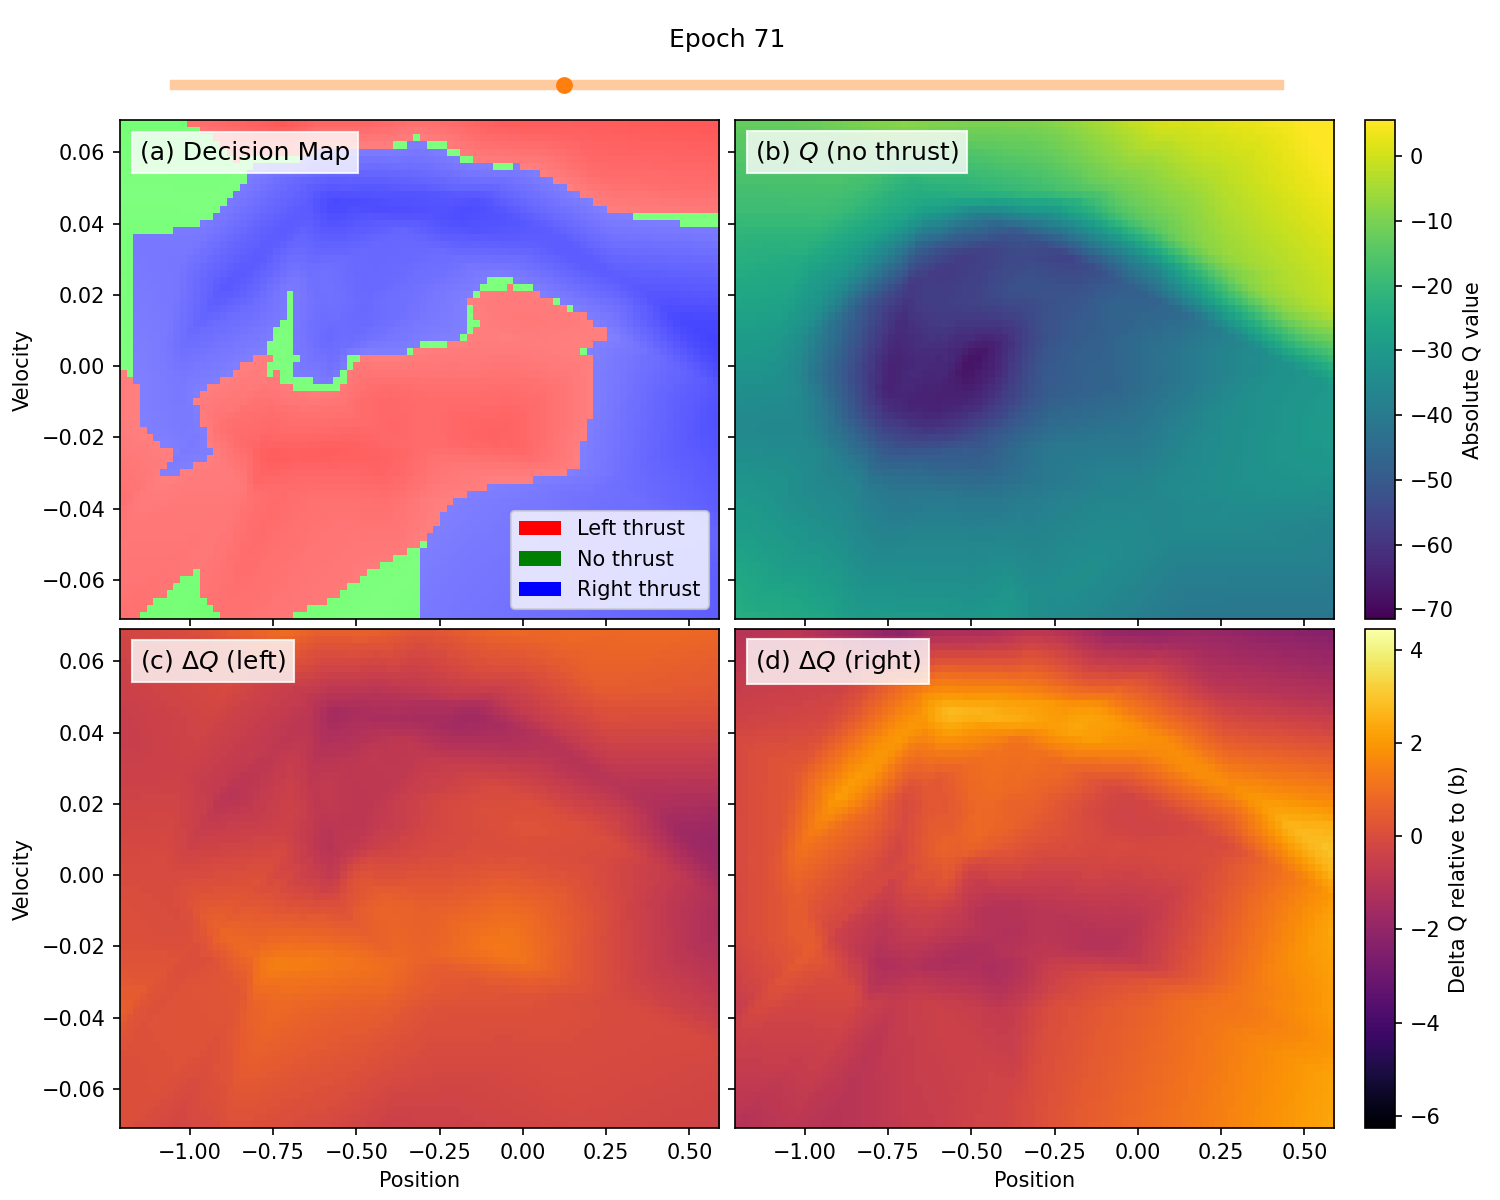 Epoch 71
(a) Decision Map
(b) Q (no thrust)
0.06
0.04
0.02
0.00
−0.02
−0.04
−0.06
Velocity
Left thrust
No thrust
Right thrust
0
−10
−20
−30
−40
−50
−60
−70
Absolute Q value
(c) ΔQ (left)
(d) ΔQ (right)
0.06
0.04
0.02
0.00
−0.02
−0.04
−0.06
Velocity
4
2
0
−2
−4
−6
Delta Q relative to (b)
−1.00 −0.75 −0.50 −0.25 0.00 0.25 0.50
Position
−1.00 −0.75 −0.50 −0.25 0.00 0.25 0.50
Position